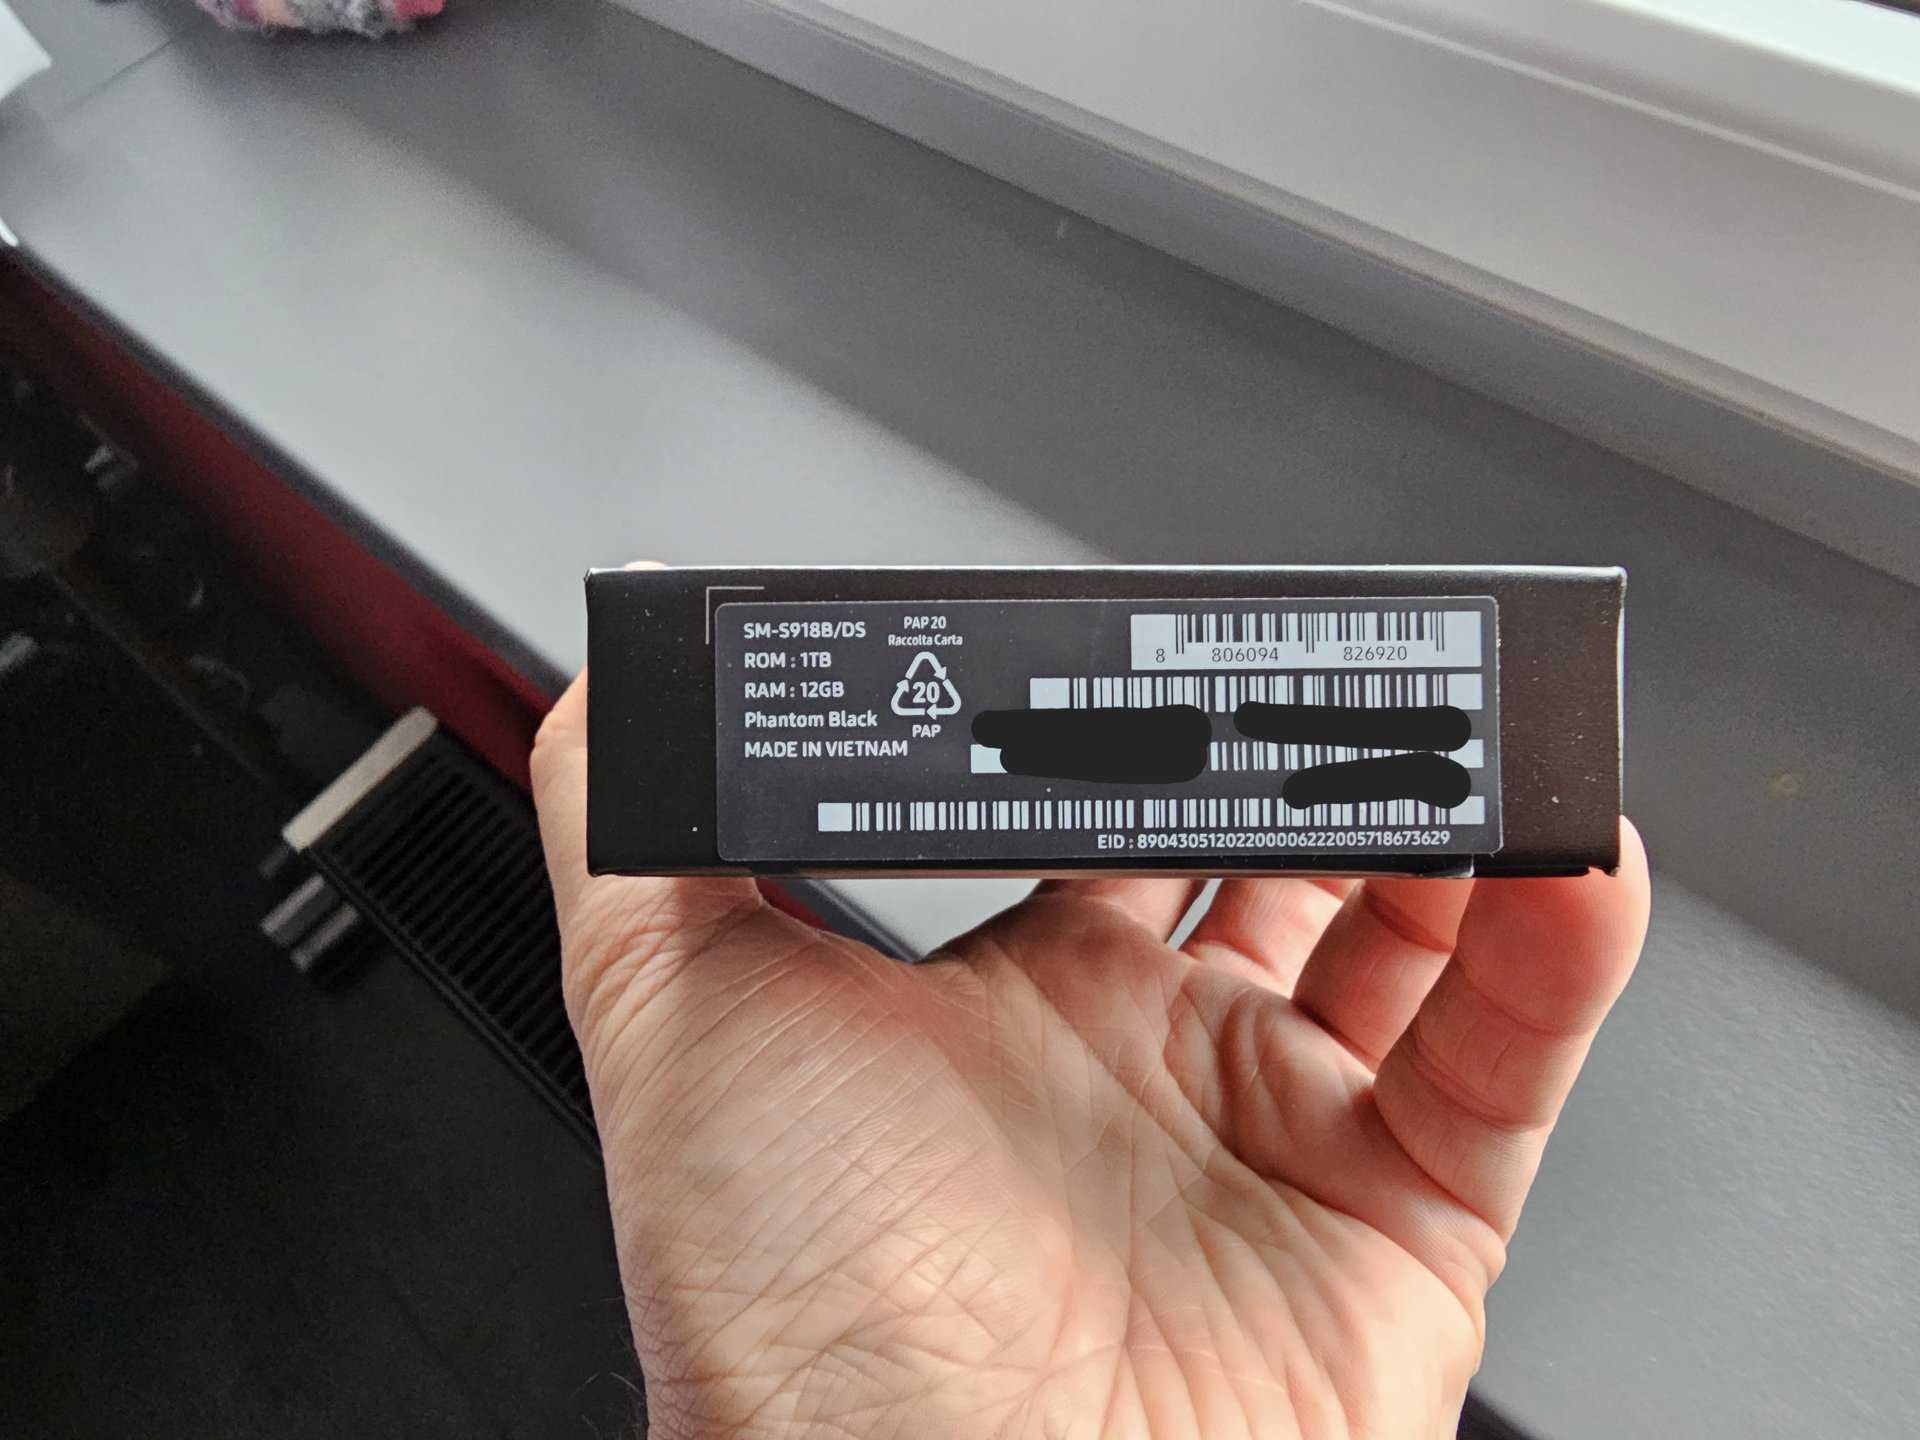 SM-S918B/DS
ROM : 1TB
RAM : 12GB
Phantom Black
MADE IN VIETNAM
PAP 20
Raccolta Carta
20
PAP
8 806094 826920
EID : 89043051202200006222005718673629